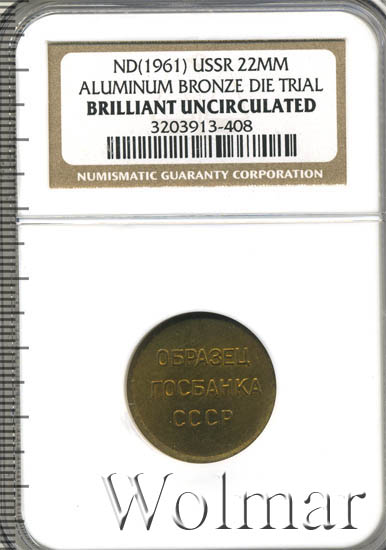 ND(1961) USSR 22MM
ALUMINUM BRONZE DIE TRIAL
BRILLIANT UNCIRCULATED
3203913-408
NUMISMATIC GUARANTY CORPORATION
ОБРАЗЕЦ
ГОСБАНКА
СССР
Wolmar